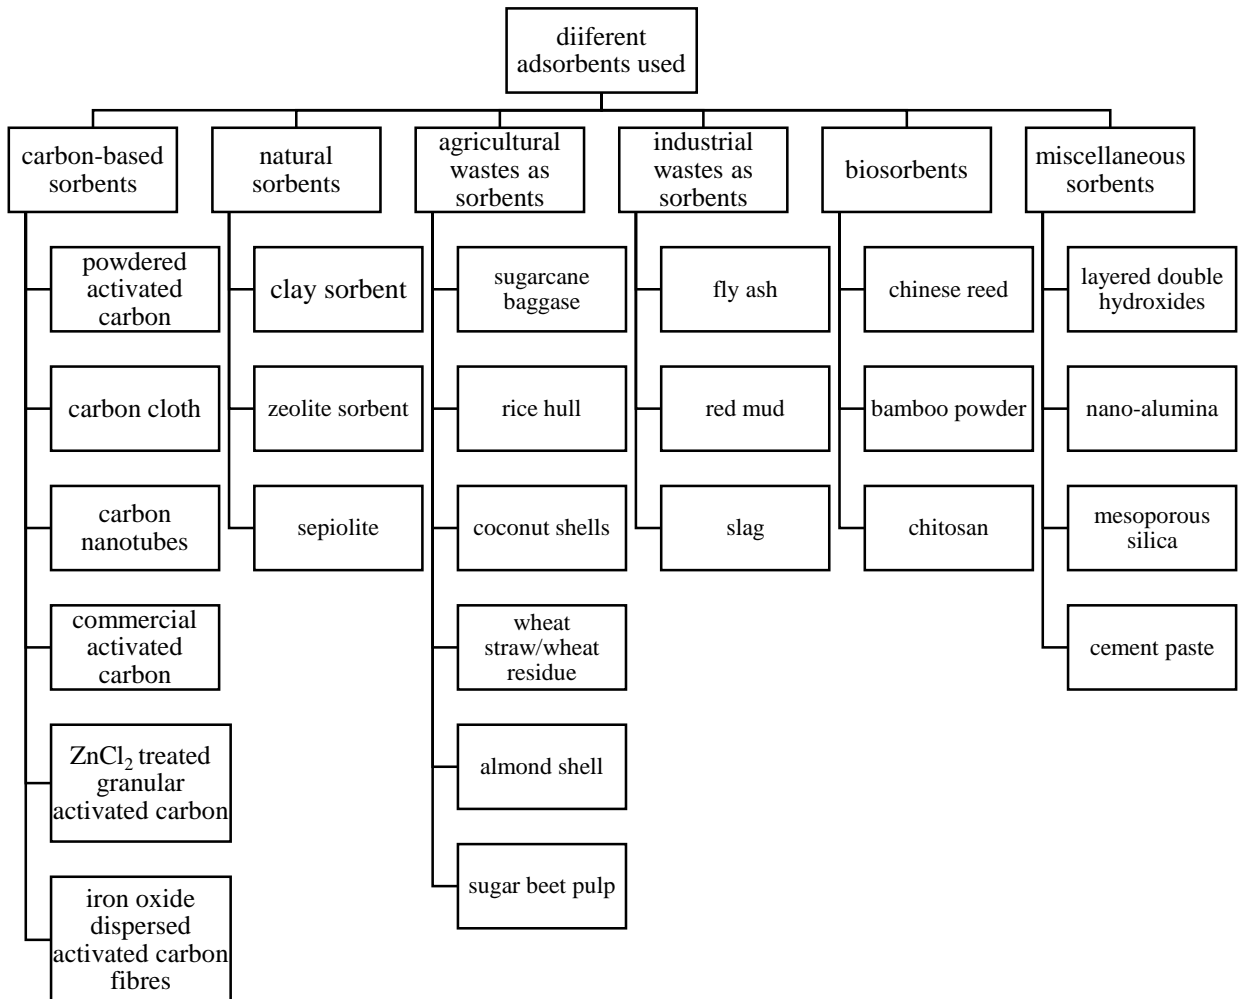 diiferent
adsorbents used
carbon-based
sorbents
natural
sorbents
agricultural
wastes as
sorbents
industrial
wastes as
sorbents
biosorbents
miscellaneous
sorbents
powdered
activated
carbon
carbon cloth
carbon
nanotubes
commercial
activated
carbon
ZnCl₂ treated
granular
activated carbon
iron oxide
dispersed
activated carbon
fibres
clay sorbent
zeolite sorbent
sepiolite
sugarcane
baggase
rice hull
coconut shells
wheat
straw/wheat
residue
almond shell
sugar beet pulp
fly ash
red mud
slag
chinese reed
bamboo powder
chitosan
layered double
hydroxides
nano-alumina
mesoporous
silica
cement paste